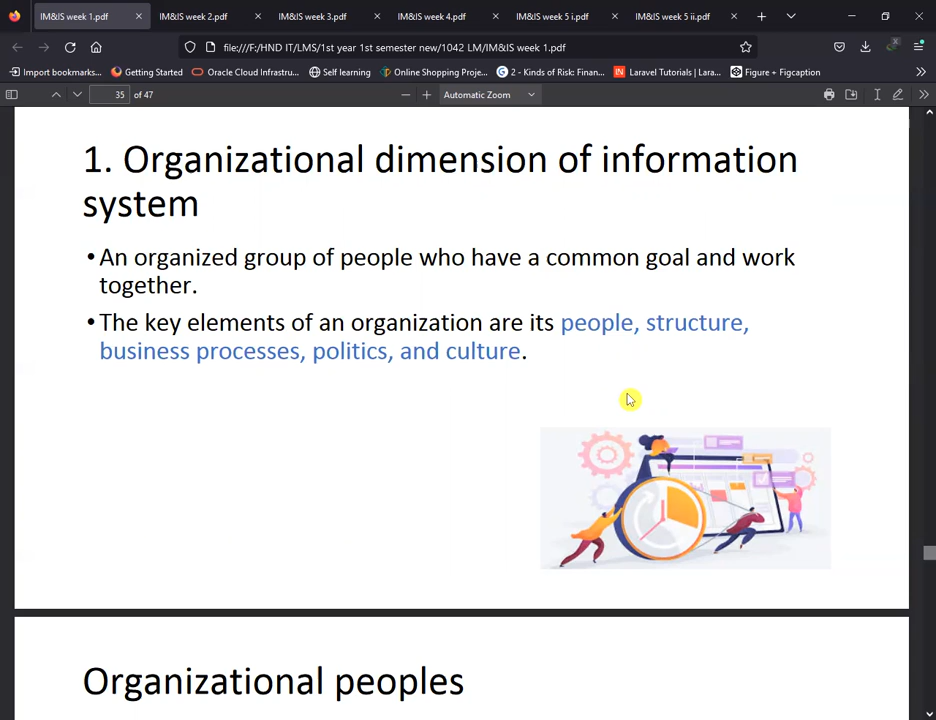 IM&IS week 1.pdf
IM&IS week 2.pdf
IM&IS week 3.pdf
IM&IS week 4.pdf
IM&IS week 5 i.pdf
IM&IS week 5 ii.pdf
file:///F:/HND IT/LMS/1st year 1st semester new/1042 LM/IM&IS week 1.pdf
Import bookmarks...
Getting Started
Oracle Cloud Infrastru...
Self learning
Online Shopping Proje...
2 - Kinds of Risk: Finan...
Laravel Tutorials | Lara...
Figure + Figcaption
35 of 47
Automatic Zoom
1. Organizational dimension of information
system
•An organized group of people who have a common goal and work
together.
•The key elements of an organization are its people, structure,
business processes, politics, and culture.
Organizational peoples